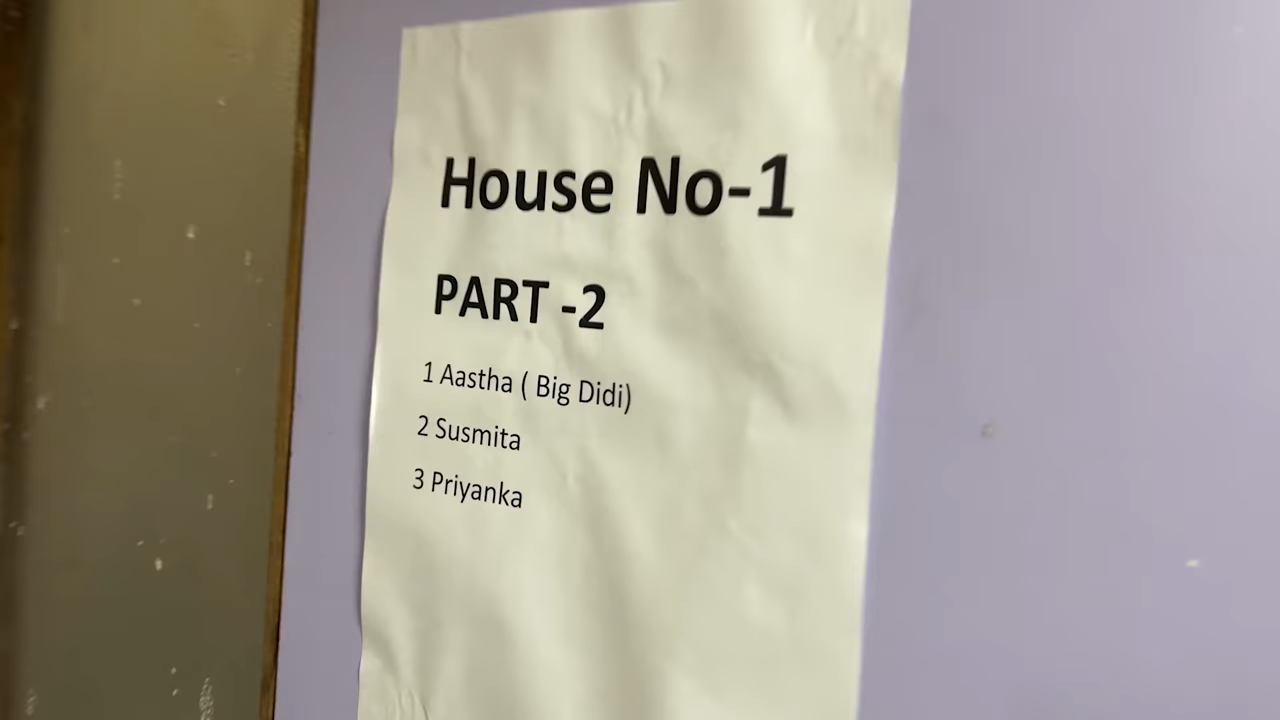 House No-1
PART -2
1 Aastha ( Big Didi)
2 Susmita
3 Priyanka